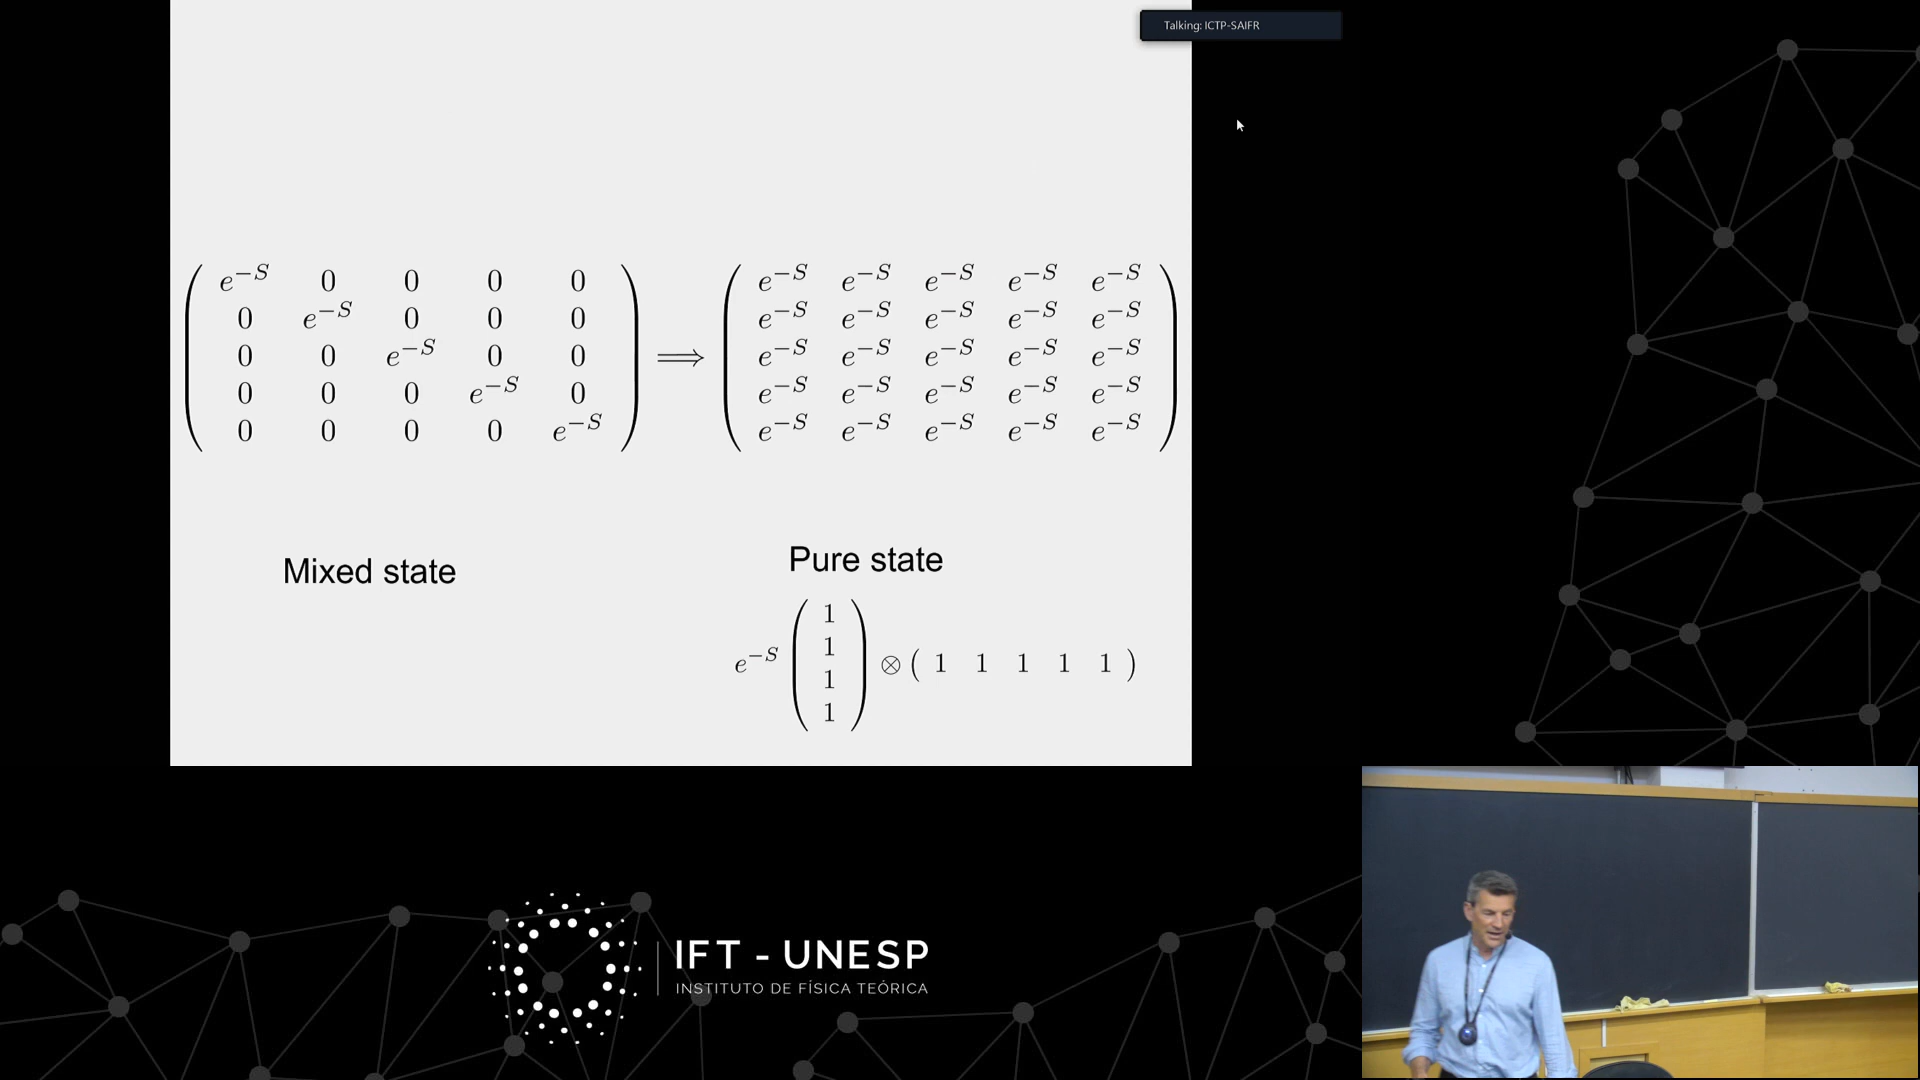 Talking: ICTP-SAIFR
e^{-S} 0 0 0 0
0 e^{-S} 0 0 0
0 0 e^{-S} 0 0
0 0 0 e^{-S} 0
0 0 0 0 e^{-S}
⟹
e^{-S} e^{-S} e^{-S} e^{-S} e^{-S}
e^{-S} e^{-S} e^{-S} e^{-S} e^{-S}
e^{-S} e^{-S} e^{-S} e^{-S} e^{-S}
e^{-S} e^{-S} e^{-S} e^{-S} e^{-S}
e^{-S} e^{-S} e^{-S} e^{-S} e^{-S}
Mixed state
Pure state
e^{-S} ( 1
1
1
1 ) ⊗ ( 1 1 1 1 1 )
IFT - UNESP
INSTITUTO DE FÍSICA TEÓRICA